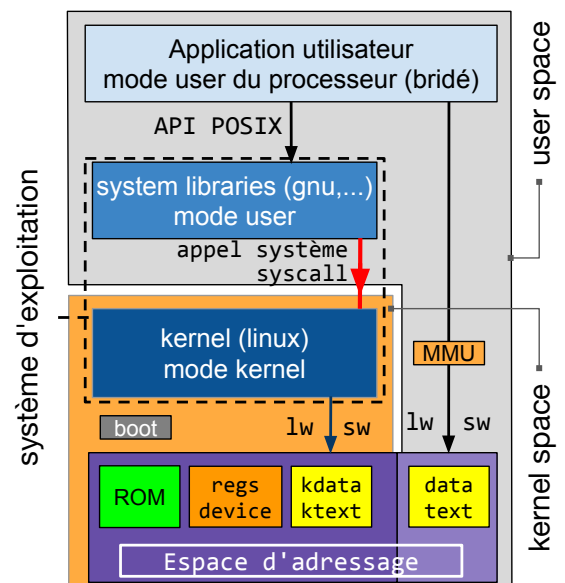 Application utilisateur
mode user du processeur (bridé)
API POSIX
system libraries (gnu,...)
mode user
appel système
syscall
kernel (linux)
mode kernel
MMU
boot
lw sw
lw sw
ROM
regs
device
kdata
ktext
data
text
Espace d'adressage
système d'exploitation
user space
kernel space